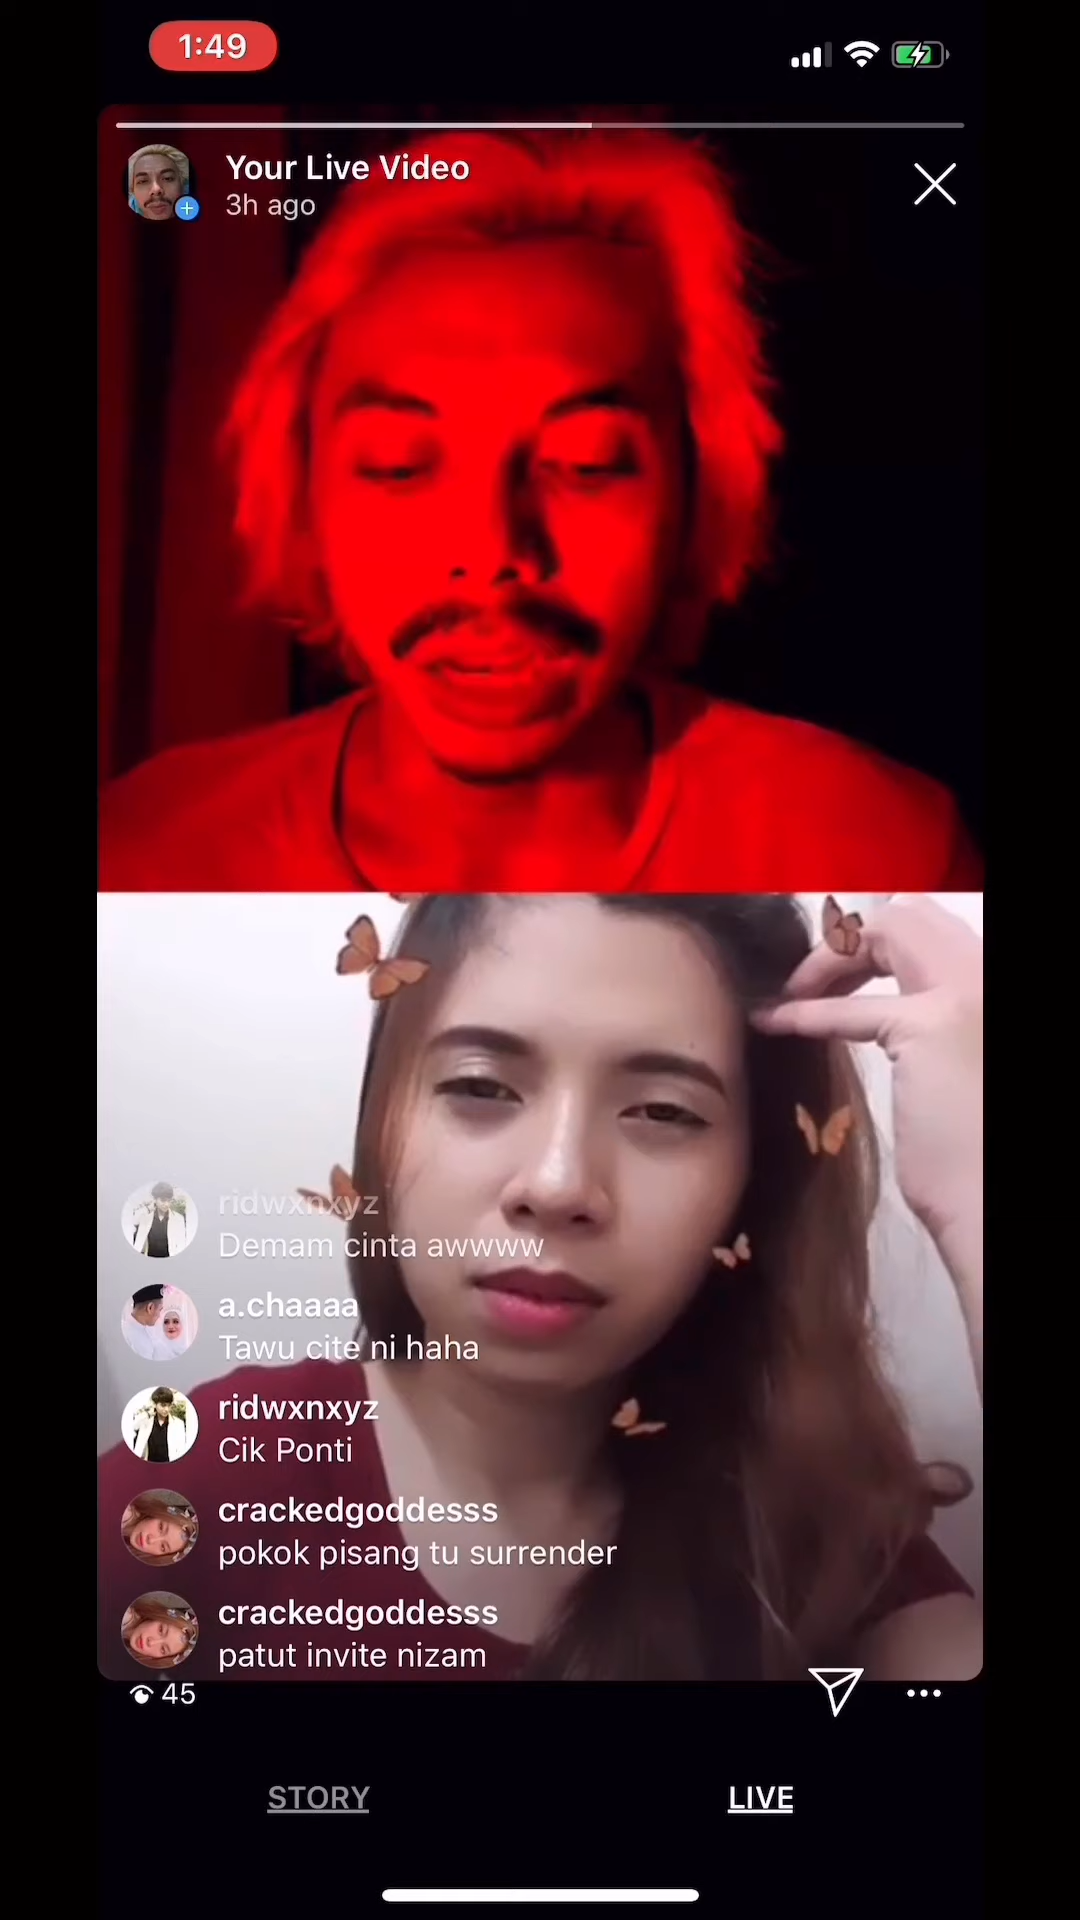 1:49
Your Live Video
3h ago
ridwxnxyz
Demam cinta awwww
a.chaaaa
Tawu cite ni haha
ridwxnxyz
Cik Ponti
crackedgoddesss
pokok pisang tu surrender
crackedgoddesss
patut invite nizam
45
STORY
LIVE